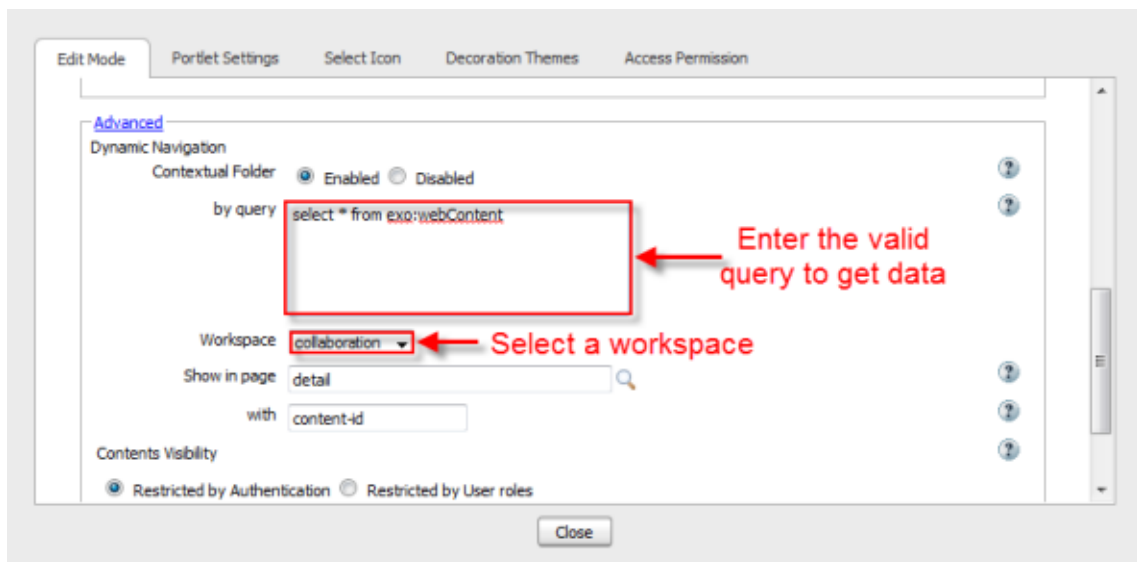 Edit Mode Portlet Settings Select Icon Decoration Themes Access Permission
Advanced
Dynamic Navigation
Contextual Folder Enabled Disabled
by query select * from exo:webContent
Enter the valid
query to get data
Workspace collaboration Select a workspace
Show in page detail
with content-id
Contents Visibility
Restricted by Authentication Restricted by User roles
Close